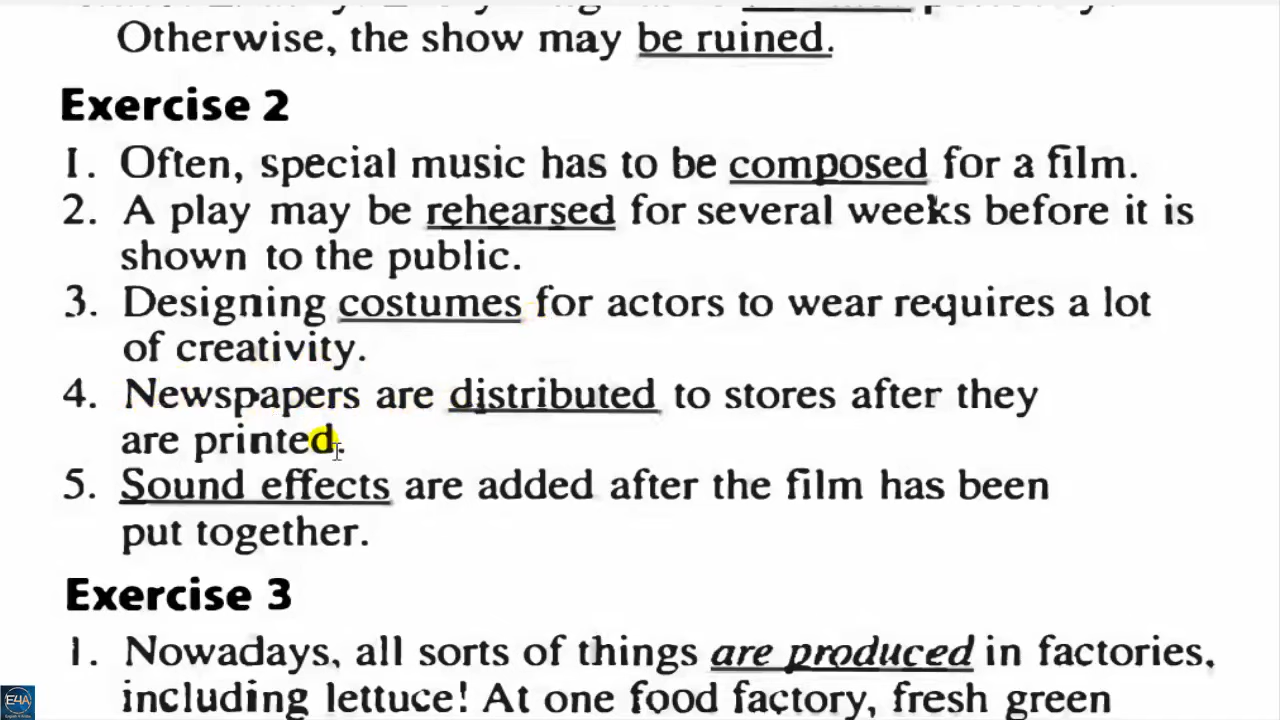 Otherwise, the show may be ruined.
Exercise 2
1. Often, special music has to be composed for a film.
2. A play may be rehearsed for several weeks before it is
shown to the public.
3. Designing costumes for actors to wear requires a lot
of creativity.
4. Newspapers are distributed to stores after they
are printed.
5. Sound effects are added after the film has been
put together.
Exercise 3
1. Nowadays, all sorts of things are produced in factories,
including lettuce! At one food factory, fresh green
E4A